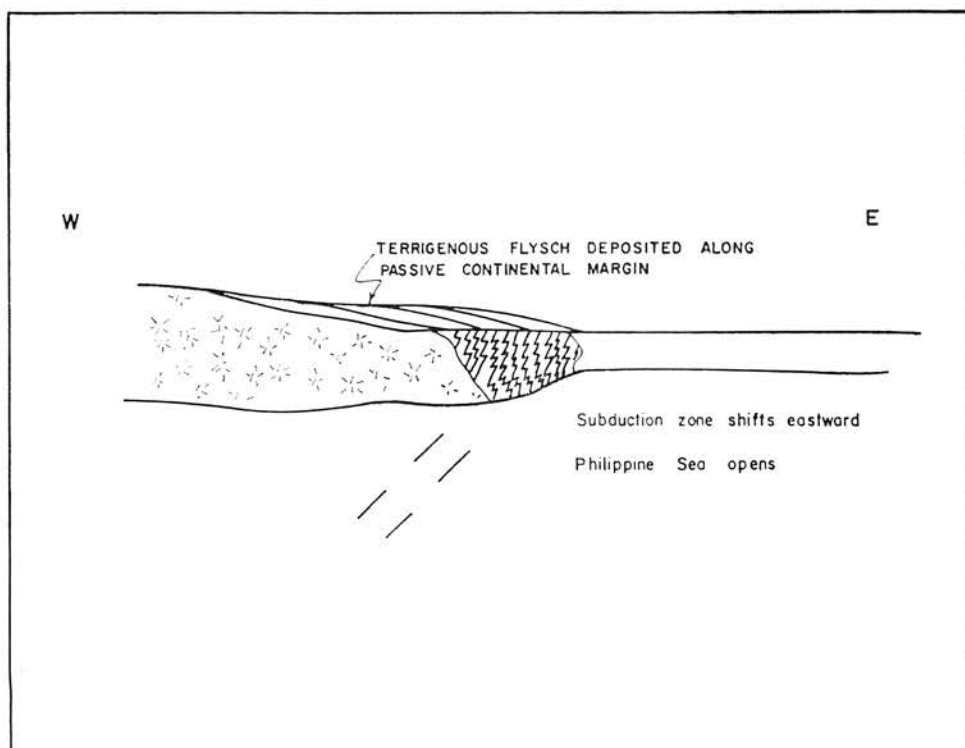 W
E
TERRIGENOUS FLYSCH DEPOSITED ALONG
PASSIVE CONTINENTAL MARGIN
Subduction zone shifts eastward
Philippine Sea opens